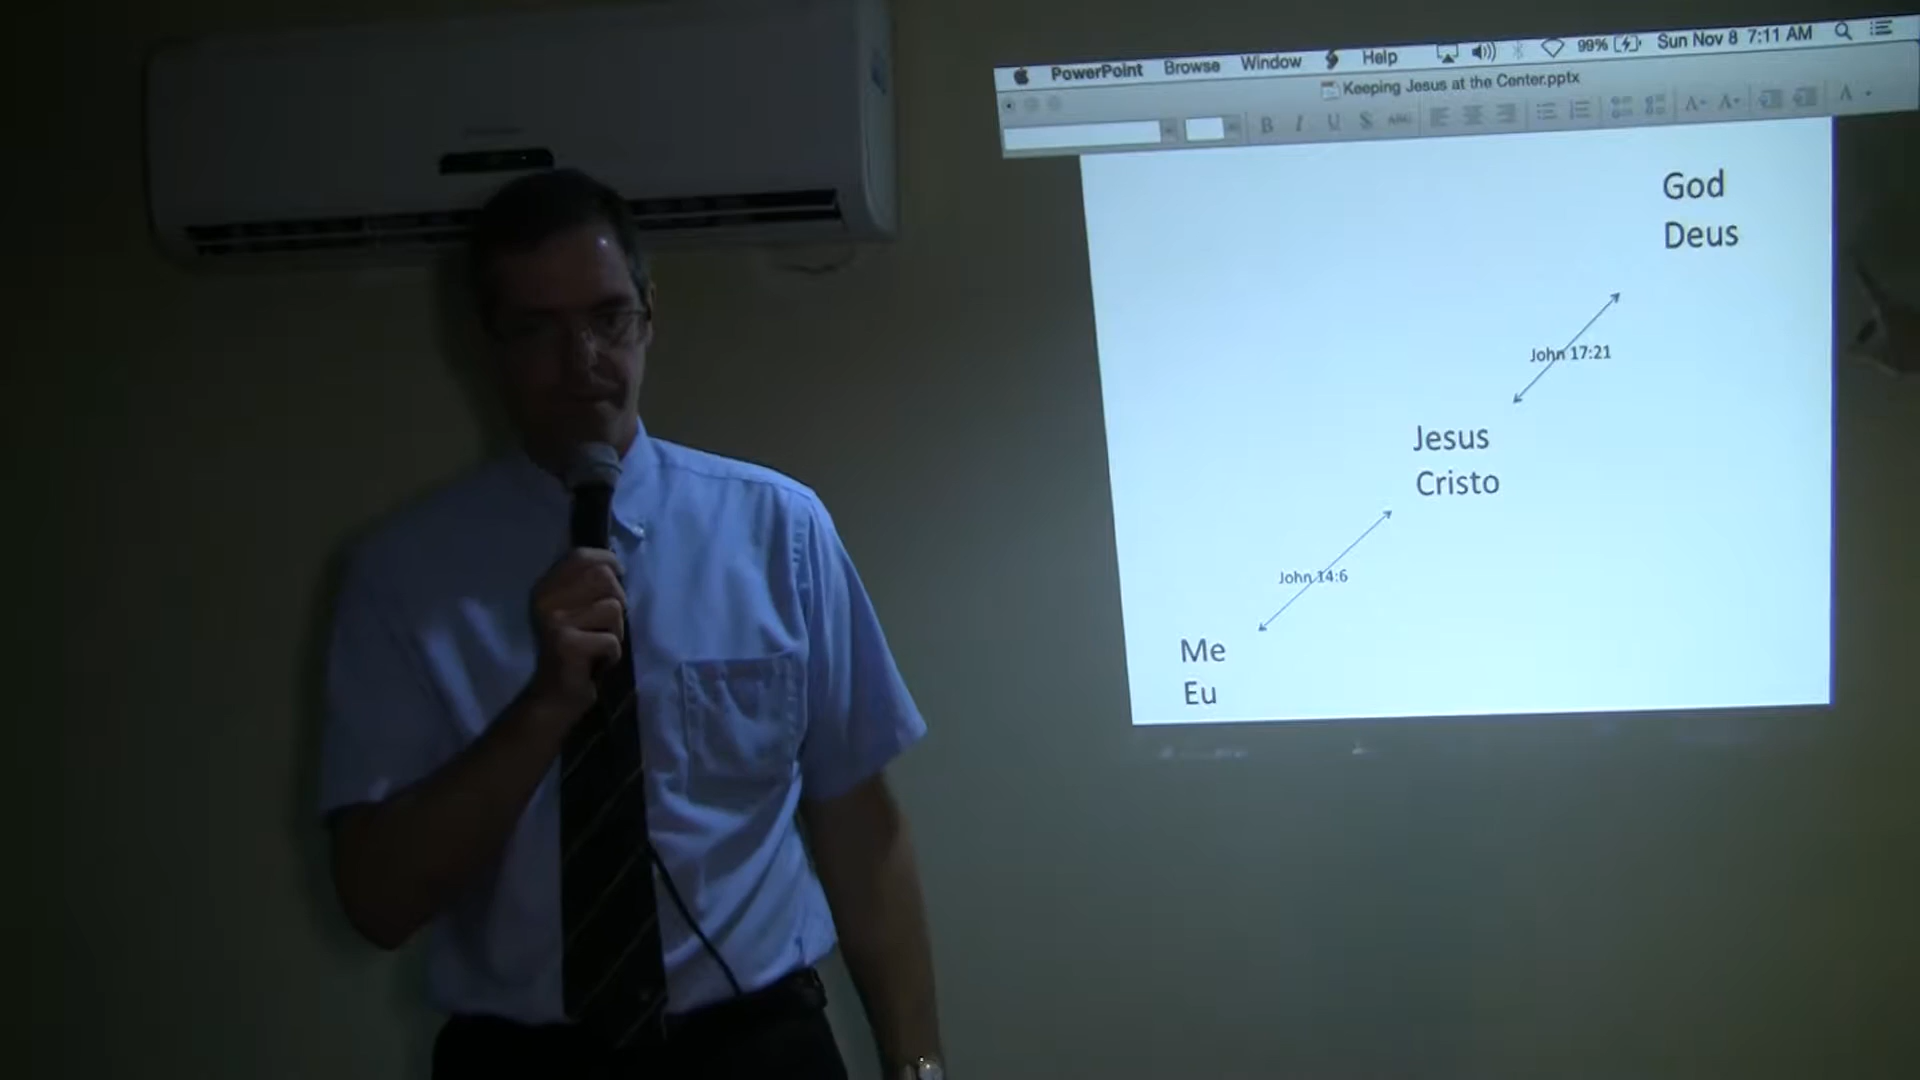 PowerPoint Browse Window Help 99% Sun Nov 8 7:11 AM
Keeping Jesus at the Center.pptx
B I U S ABC A A A
God
Deus
John 17:21
Jesus
Cristo
John 14:6
Me
Eu